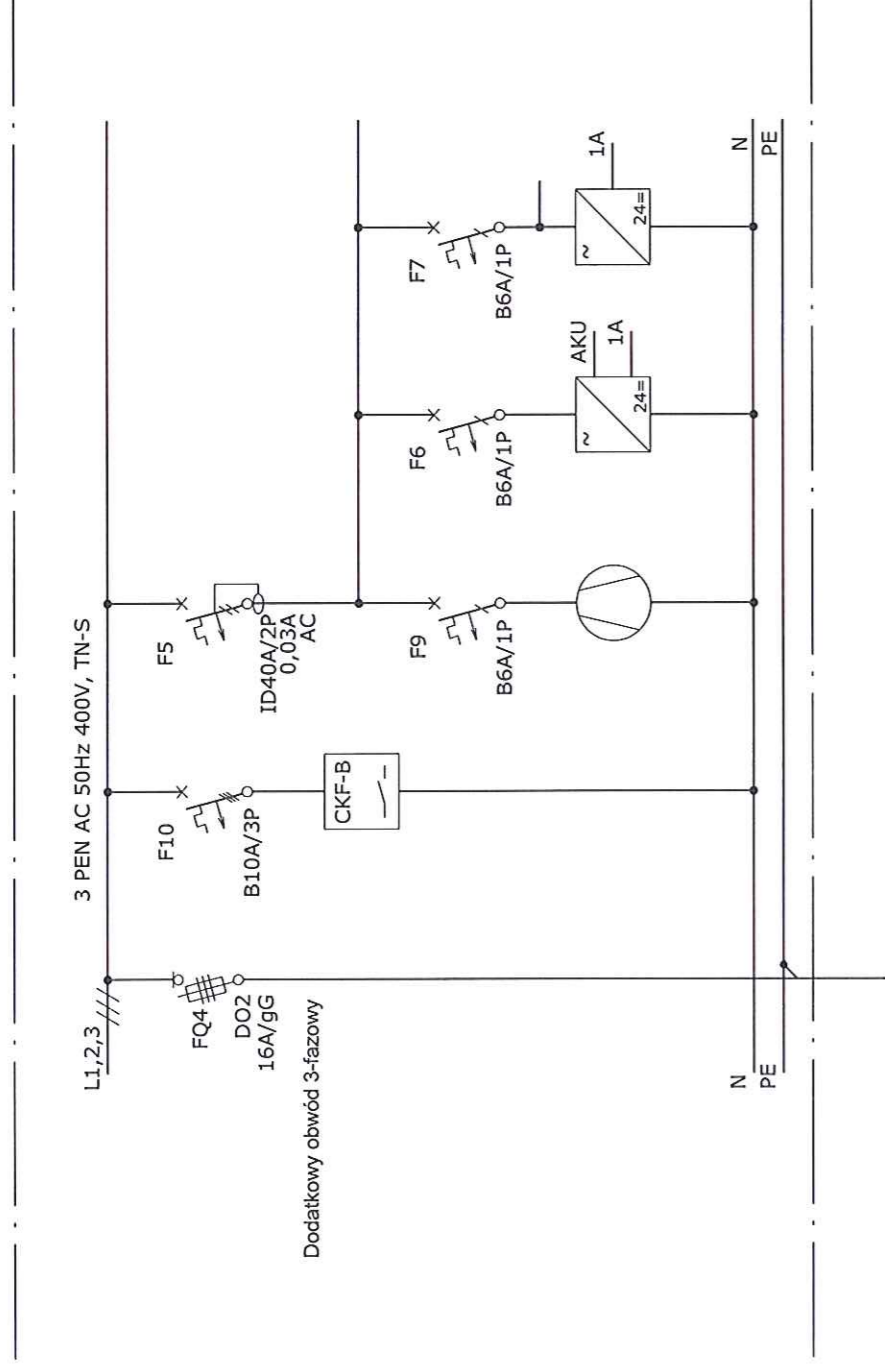 3 PEN AC 50Hz 400V, TN-S
L1,2,3
FQ4
DO2
16A/gG
Dodatkowy obwód 3-fazowy
F10
B10A/3P
CKF-B
F5
ID40A/2P
0,03A
AC
F9
B6A/1P
F6
B6A/1P
~
24=
AKU
1A
F7
B6A/1P
~
24=
1A
N
PE
N
PE